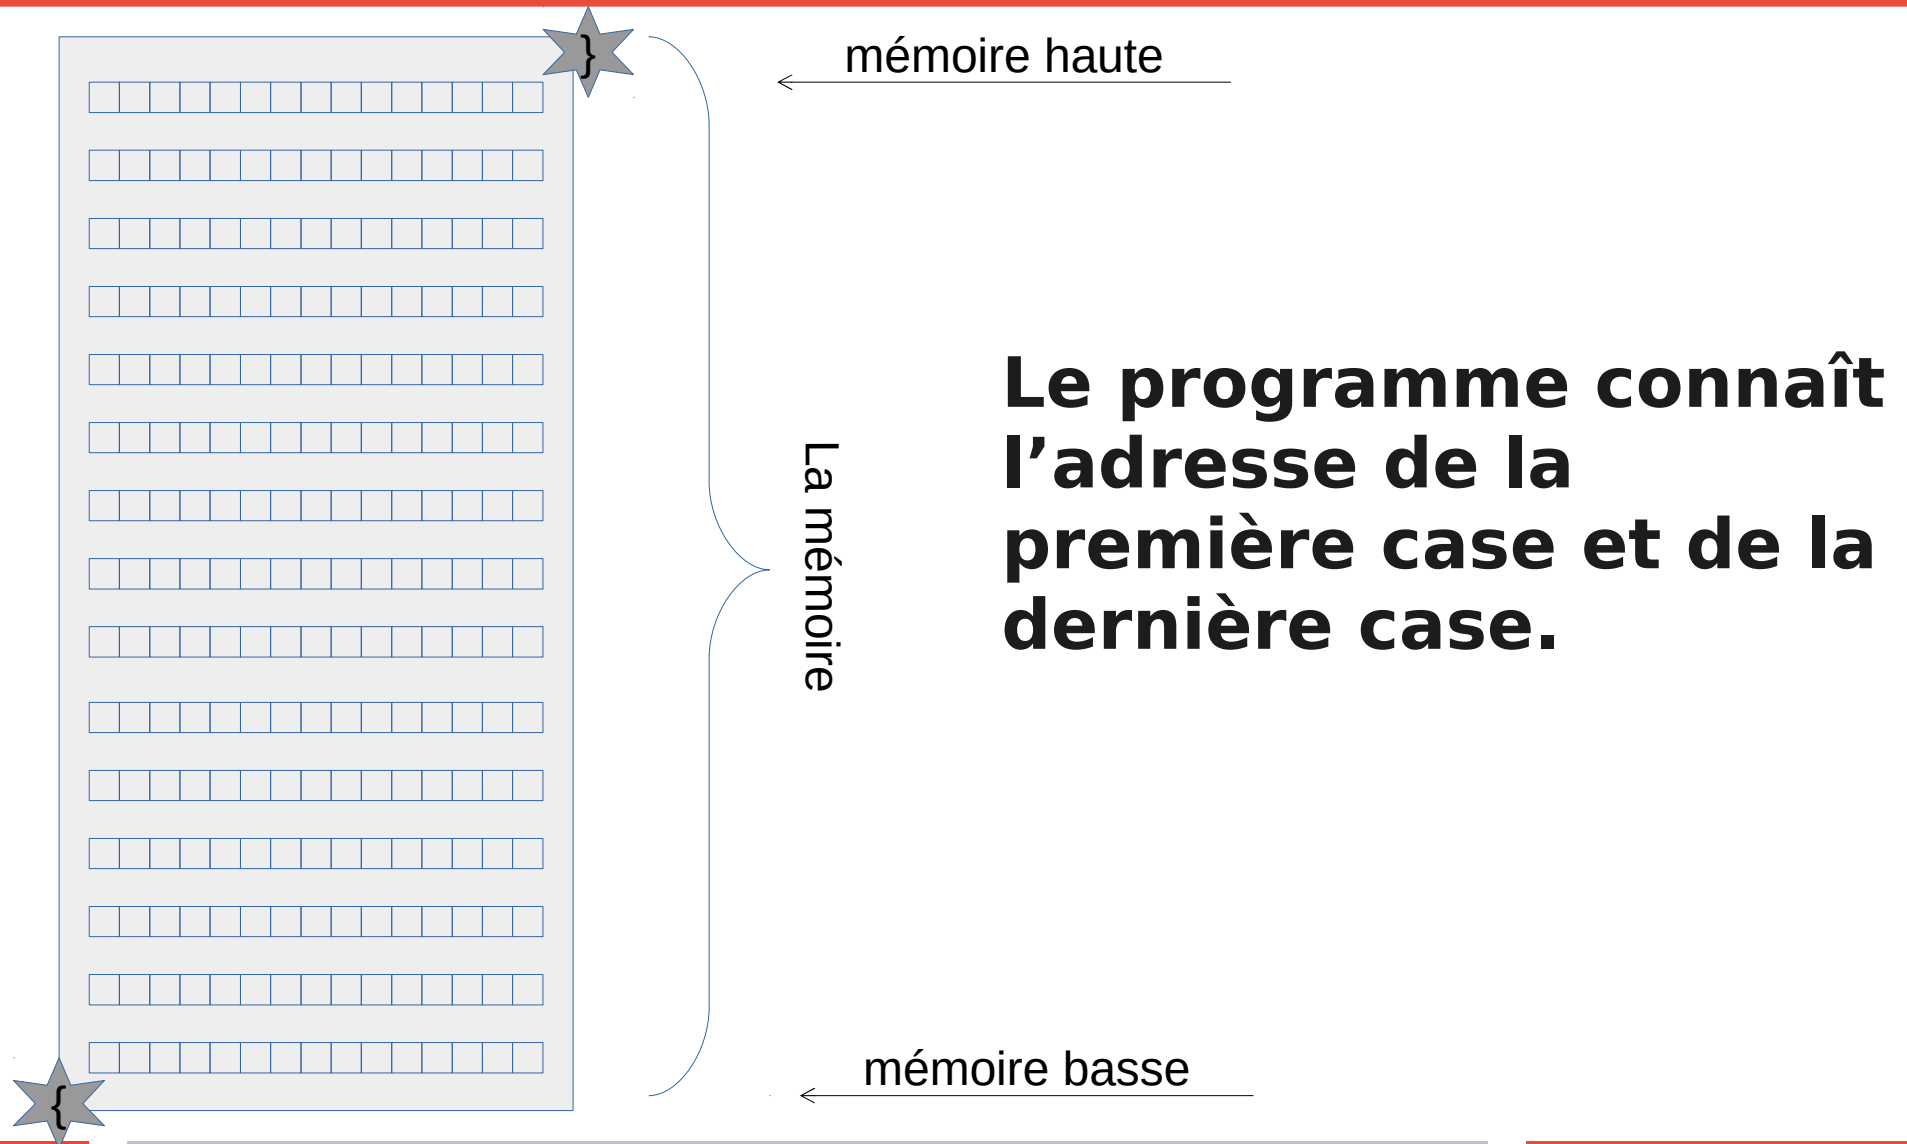 }
mémoire haute
La mémoire
Le programme connaît
l’adresse de la
première case et de la
dernière case.
mémoire basse
{